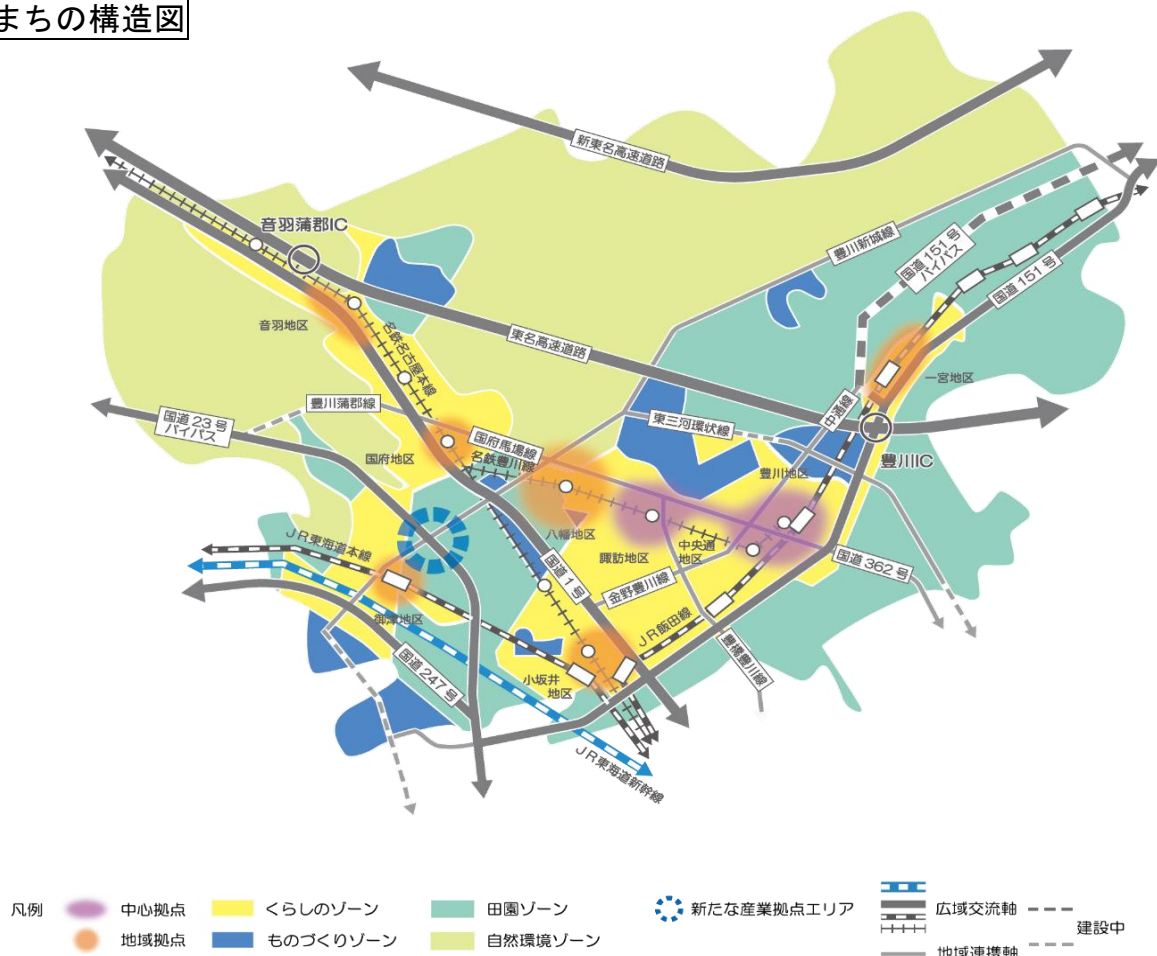 まちの構造図
新東名高速道路
音羽蒲郡IC
豊川新城線
国道151号
バイパス
国道151号
音羽地区
名鉄名古屋本線
東名高速道路
一宮地区
豊川蒲郡線
国道23号
バイパス
中通線
東三河環状線
国府馬場線
国府地区
名鉄豊川線
豊川地区
豊川IC
八幡地区
諏訪地区
中央通
地区
JR東海道本線
国道1号
国道362号
金野豊川線
御津地区
JR飯田線
豊橋豊川線
小坂井
地区
国道247号
JR東海道新幹線
凡例
中心拠点
くらしのゾーン
田園ゾーン
新たな産業拠点エリア
広域交流軸
建設中
地域拠点
ものづくりゾーン
自然環境ゾーン
地域連携軸